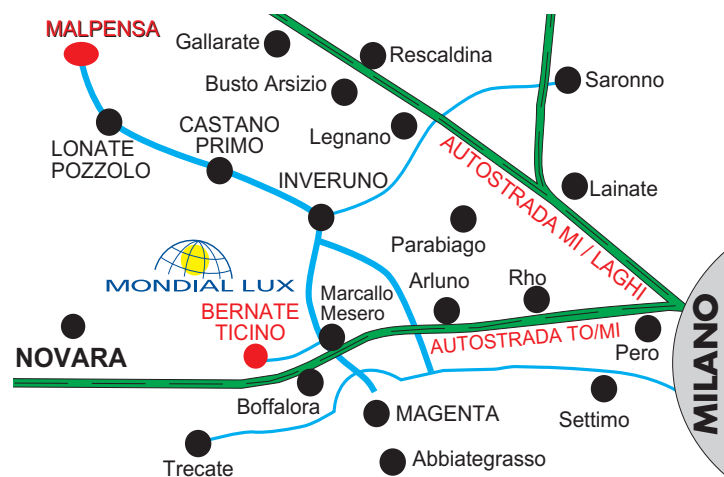 MALPENSA
Gallarate
Rescaldina
Busto Arsizio
Saronno
LONATE
POZZOLO
CASTANO
PRIMO
Legnano
INVERUNO
AUTOSTRADA MI / LAGHI
Lainate
Parabiago
MONDIAL LUX
BERNATE
TICINO
Marcallo
Mesero
Arluno
Rho
NOVARA
AUTOSTRADA TO/MI
Pero
MILANO
Boffalora
MAGENTA
Settimo
Trecate
Abbiategrasso